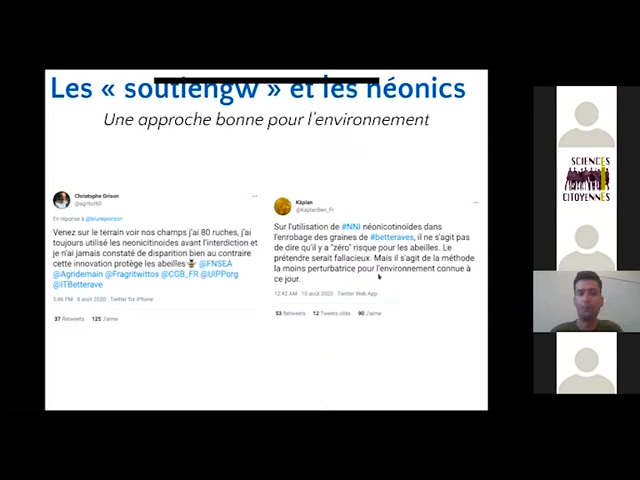 Les « soutiengw » et les néonics
Une approche bonne pour l'environnement
Christophe Grison
@agritof80
En réponse à @bruneporson
Venez sur le terrain voir nos champs j'ai 80 ruches, j'ai
toujours utilisé les neonicitinoides avant l'interdiction et
je n'ai jamais constaté de disparition bien au contraire
cette innovation protège les abeilles @FNSEA
@Agridemain @Fragritwittos @CGB_FR @UIPPorg
@ITBetterave
5:44 PM · 8 août 2020 · Twitter for iPhone
37 Retweets 125 J'aime
Käplan
@KaplanBen_Fr
Sur l'utilisation de #NNI néonicotinoïdes dans
l'enrobage des graines de #betteraves, il ne s'agit pas
de dire qu'il y a "zéro" risque pour les abeilles. Le
prétendre serait fallacieux. Mais il s'agit de la méthode
la moins perturbatrice pour l'environnement connue à
ce jour.
12:42 AM · 10 août 2020 · Twitter Web App
53 Retweets 12 Tweets cités 90 J'aime
SCIENCES
CITOYENNES